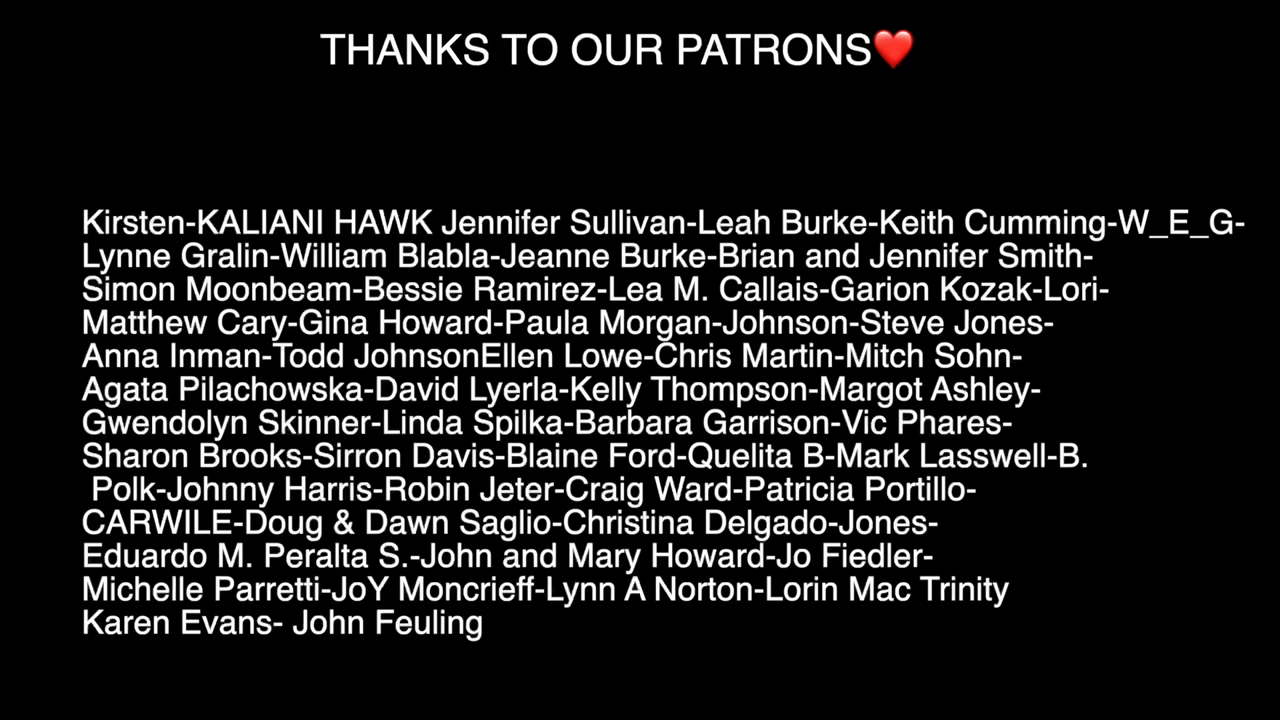 THANKS TO OUR PATRONS❤️
Kirsten-KALIANI HAWK Jennifer Sullivan-Leah Burke-Keith Cumming-W_E_G-
Lynne Gralin-William Blabla-Jeanne Burke-Brian and Jennifer Smith-
Simon Moonbeam-Bessie Ramirez-Lea M. Callais-Garion Kozak-Lori-
Matthew Cary-Gina Howard-Paula Morgan-Johnson-Steve Jones-
Anna Inman-Todd JohnsonEllen Lowe-Chris Martin-Mitch Sohn-
Agata Pilachowska-David Lyerla-Kelly Thompson-Margot Ashley-
Gwendolyn Skinner-Linda Spilka-Barbara Garrison-Vic Phares-
Sharon Brooks-Sirron Davis-Blaine Ford-Quelita B-Mark Lasswell-B.
Polk-Johnny Harris-Robin Jeter-Craig Ward-Patricia Portillo-
CARWILE-Doug & Dawn Saglio-Christina Delgado-Jones-
Eduardo M. Peralta S.-John and Mary Howard-Jo Fiedler-
Michelle Parretti-JoY Moncrieff-Lynn A Norton-Lorin Mac Trinity
Karen Evans- John Feuling